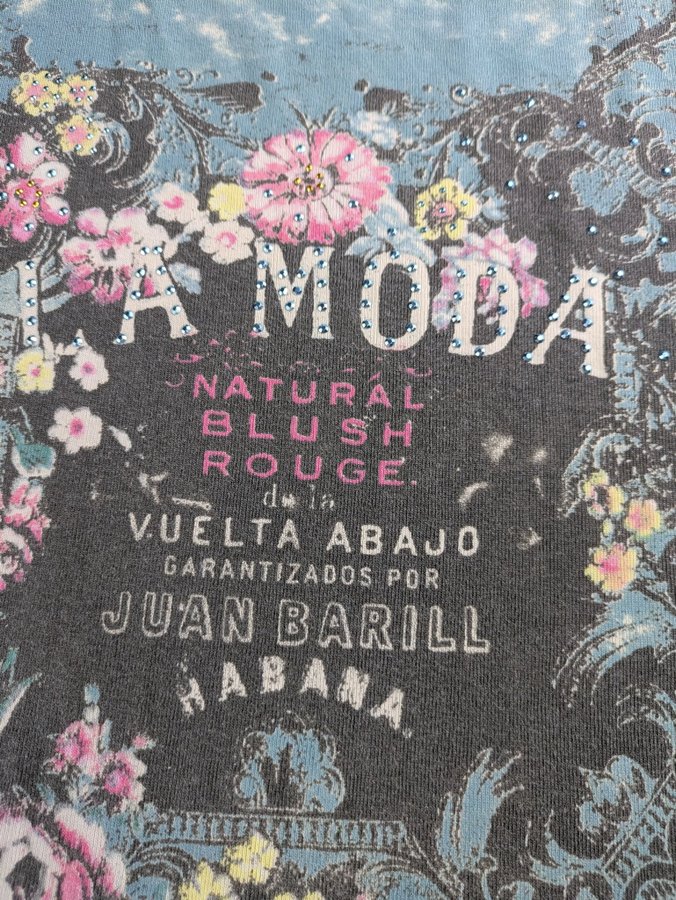 LA MODA
NATURAL
BLUSH
ROUGE.
de la
VUELTA ABAJO
GARANTIZADOS POR
JUAN BARILL
HABANA.